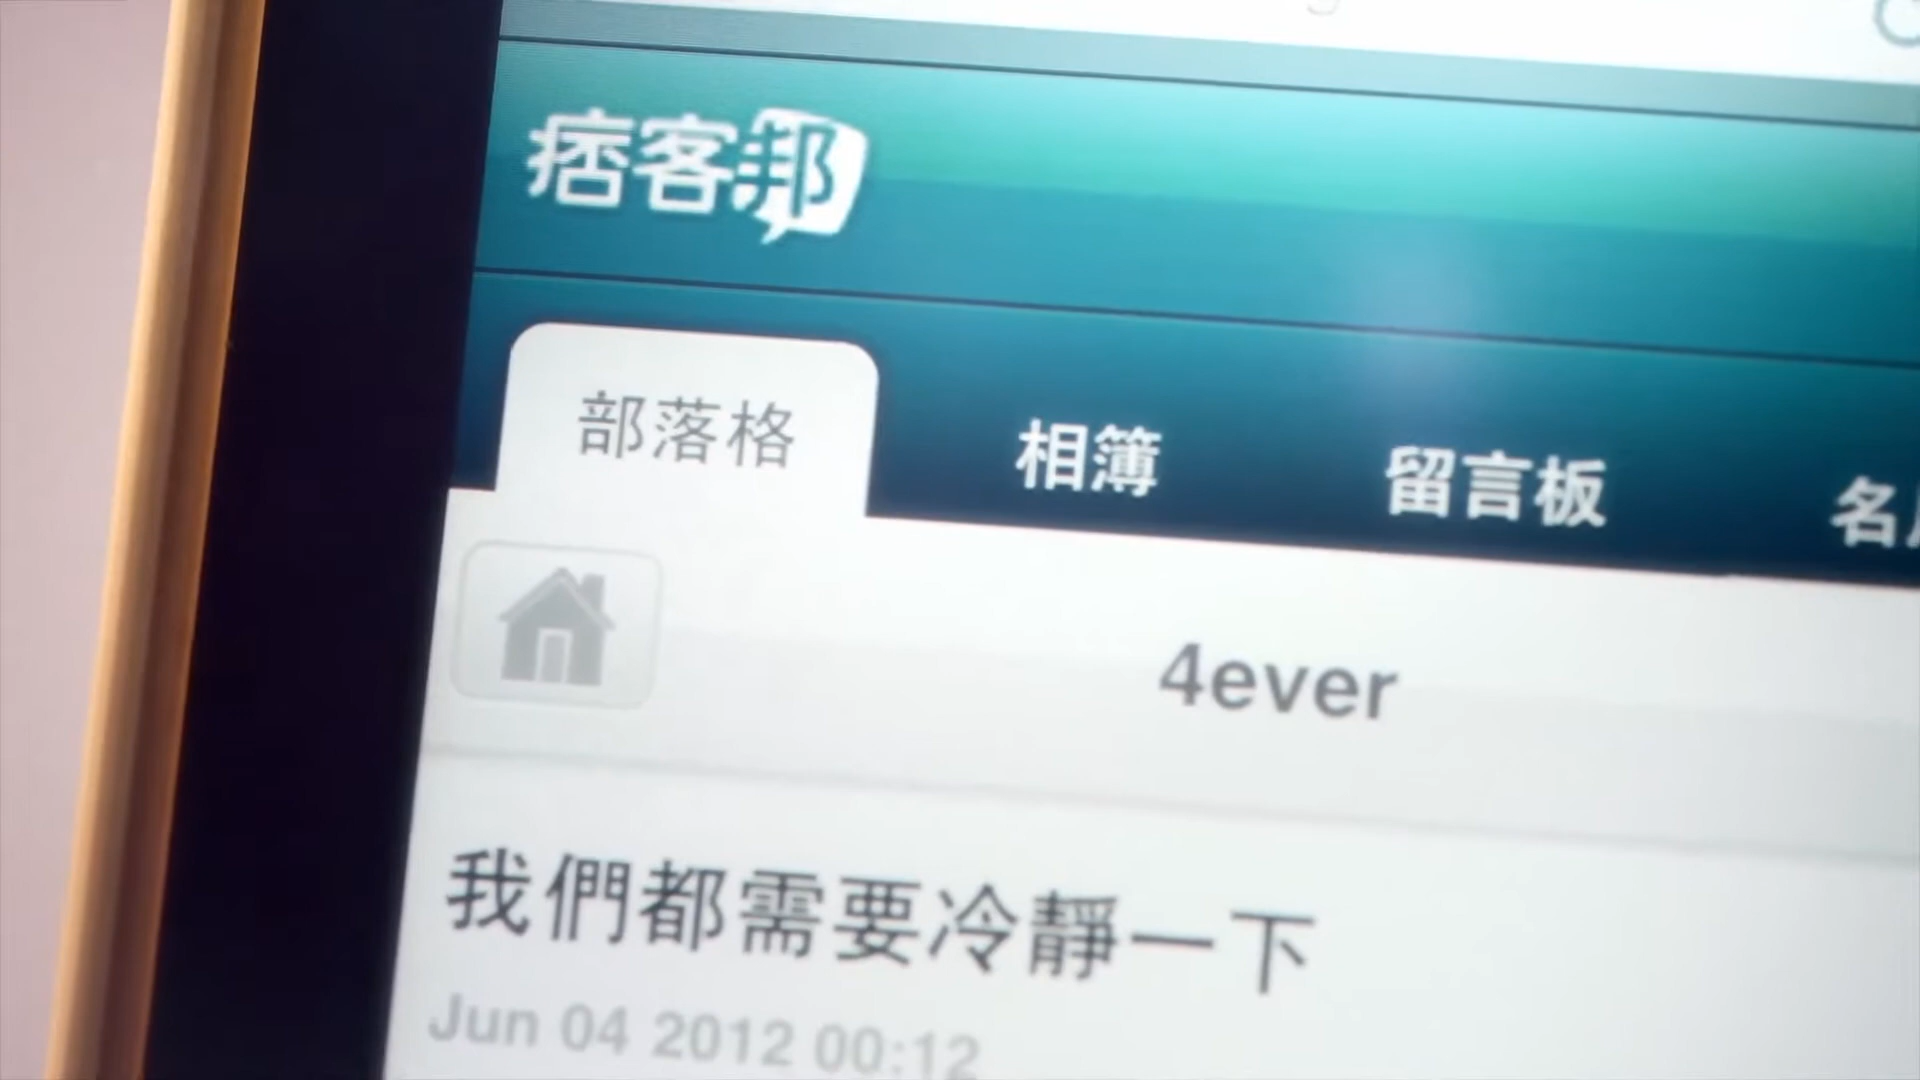 痞客邦
部落格 相簿 留言板 名
4ever
我們都需要冷靜一下
Jun 04 2012 00:12